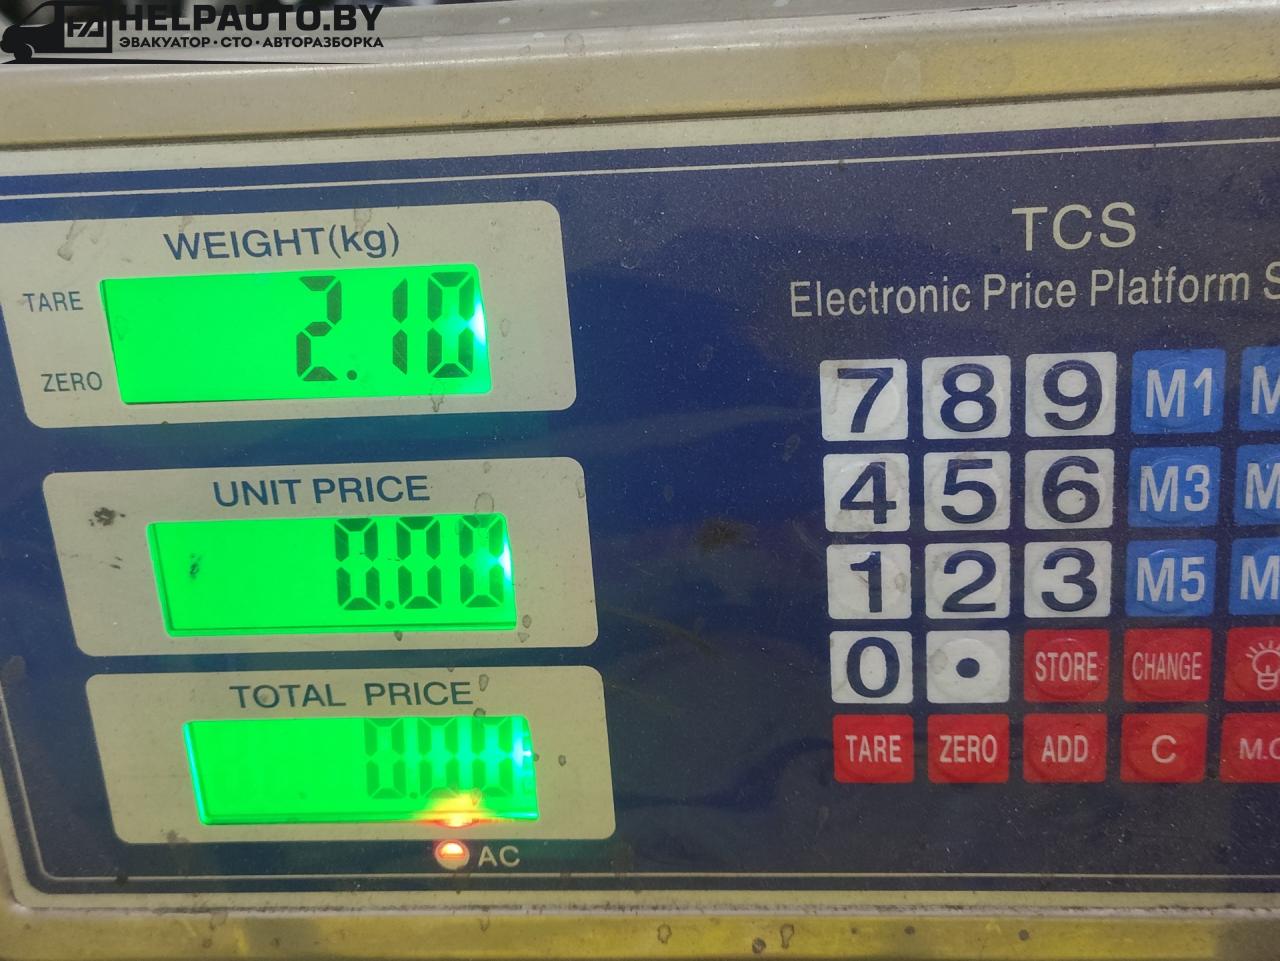 HELPAUTO.BY
ЭВАКУАТОР · СТО · АВТОРАЗБОРКА
WEIGHT(kg)
TARE
2.10
ZERO
UNIT PRICE
0.00
TOTAL PRICE
0.00
AC
TCS
Electronic Price Platform
7 8 9 M1
4 5 6 M3
1 2 3 M5
0 • STORE CHANGE
TARE ZERO ADD C